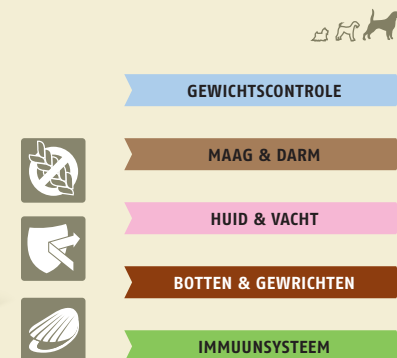 GEWICHTSCONTROLE
MAAG & DARM
HUID & VACHT
BOTTEN & GEWRICHTEN
IMMUUNSYSTEEM